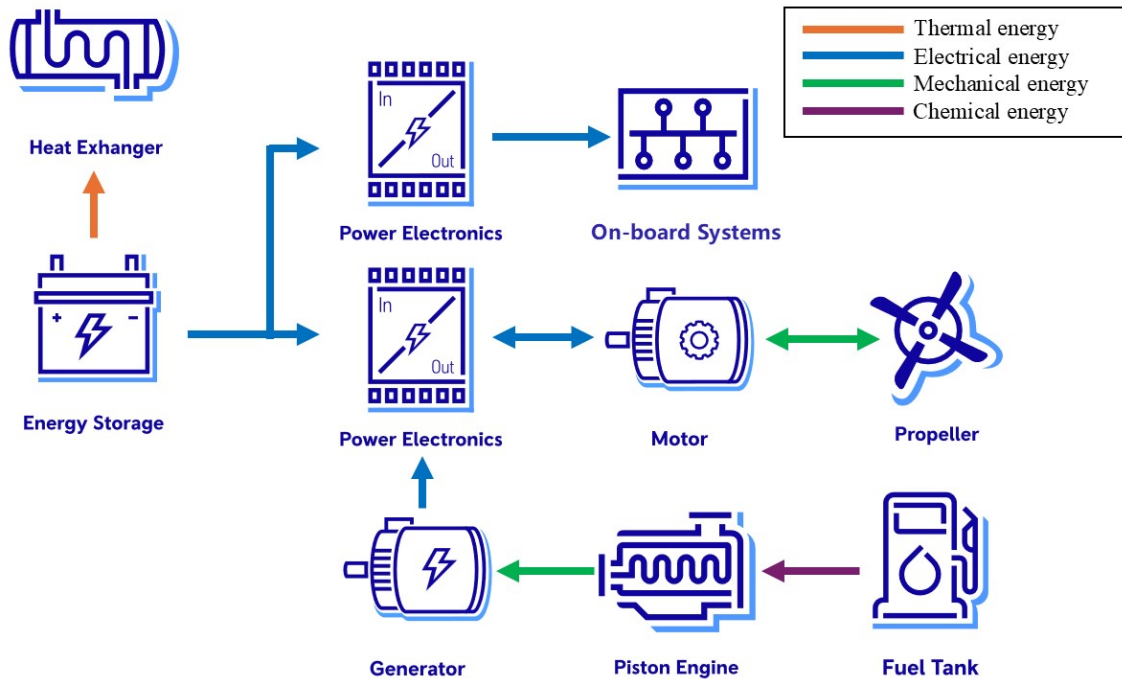 Thermal energy
Electrical energy
Mechanical energy
Chemical energy
In
Out
Heat Exhanger
Power Electronics
On-board Systems
+ −
In
Out
Energy Storage
Power Electronics
Motor
Propeller
Generator
Piston Engine
Fuel Tank